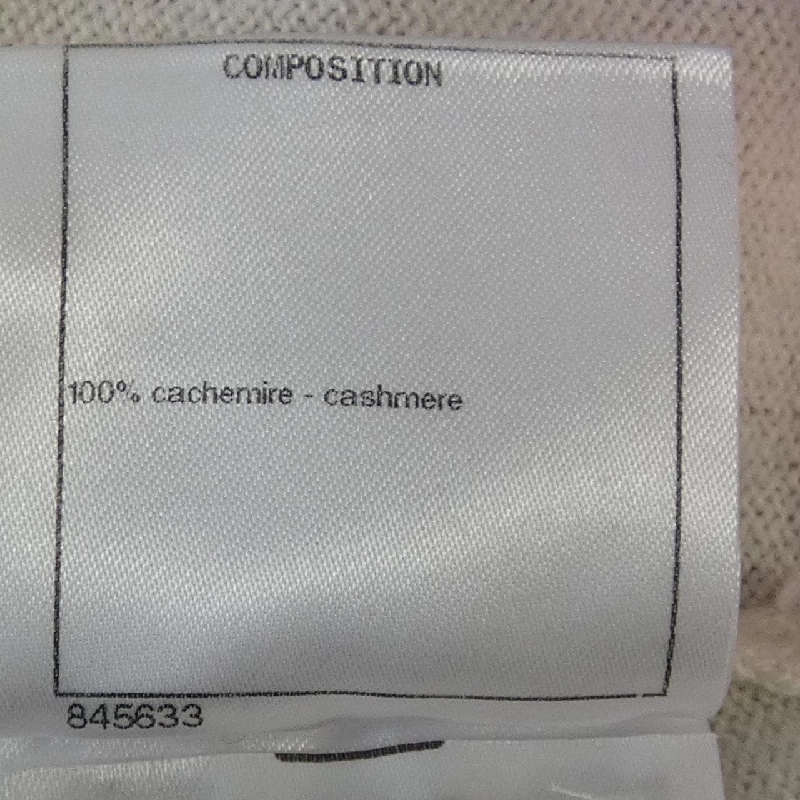 COMPOSITION
100% cachemire - cashmere
845633